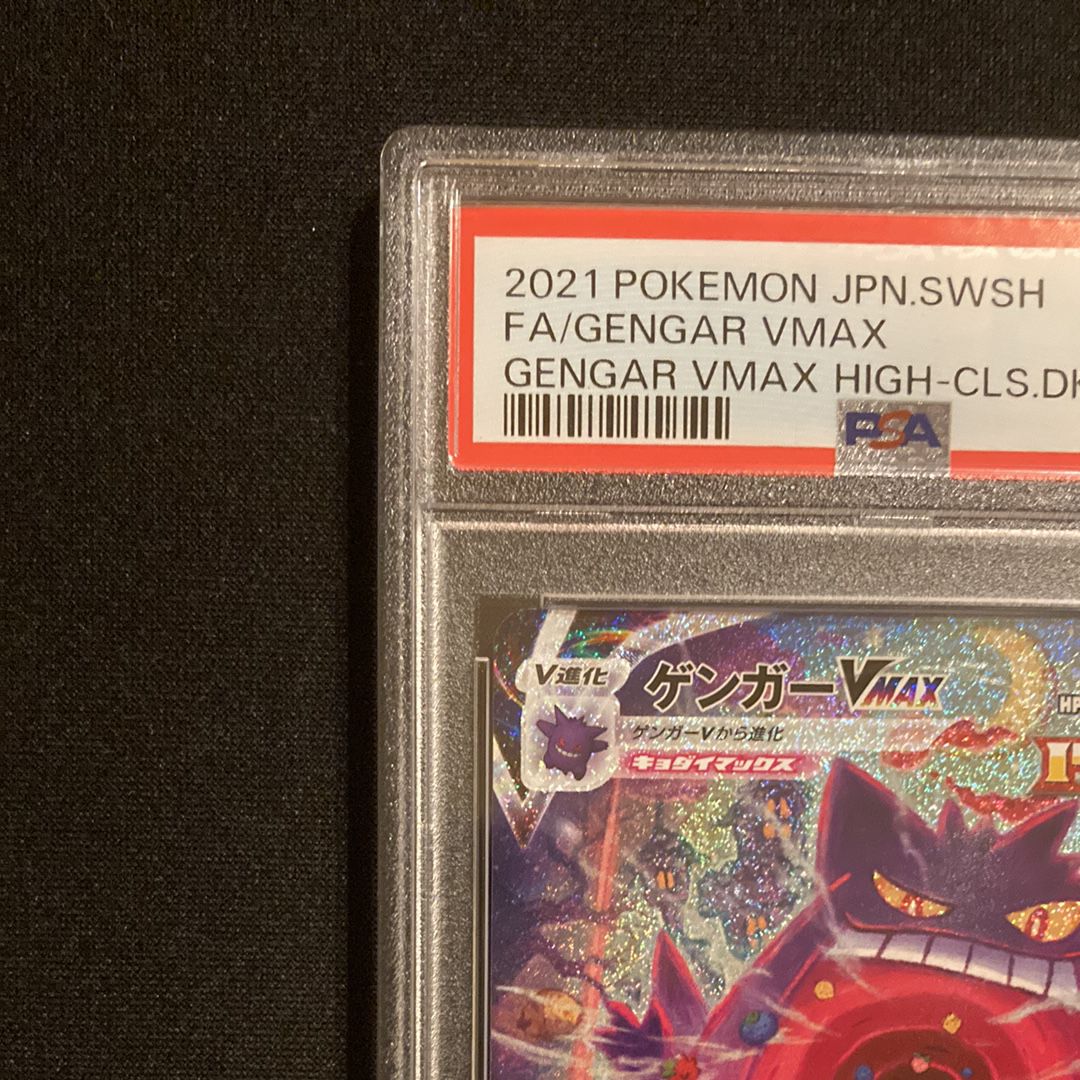 2021 POKEMON JPN.SWSH
FA/GENGAR VMAX
GENGAR VMAX HIGH-CLS.DK
PSA
V進化
ゲンガーVMAX
HP
ゲンガーVから進化
キョダイマックス